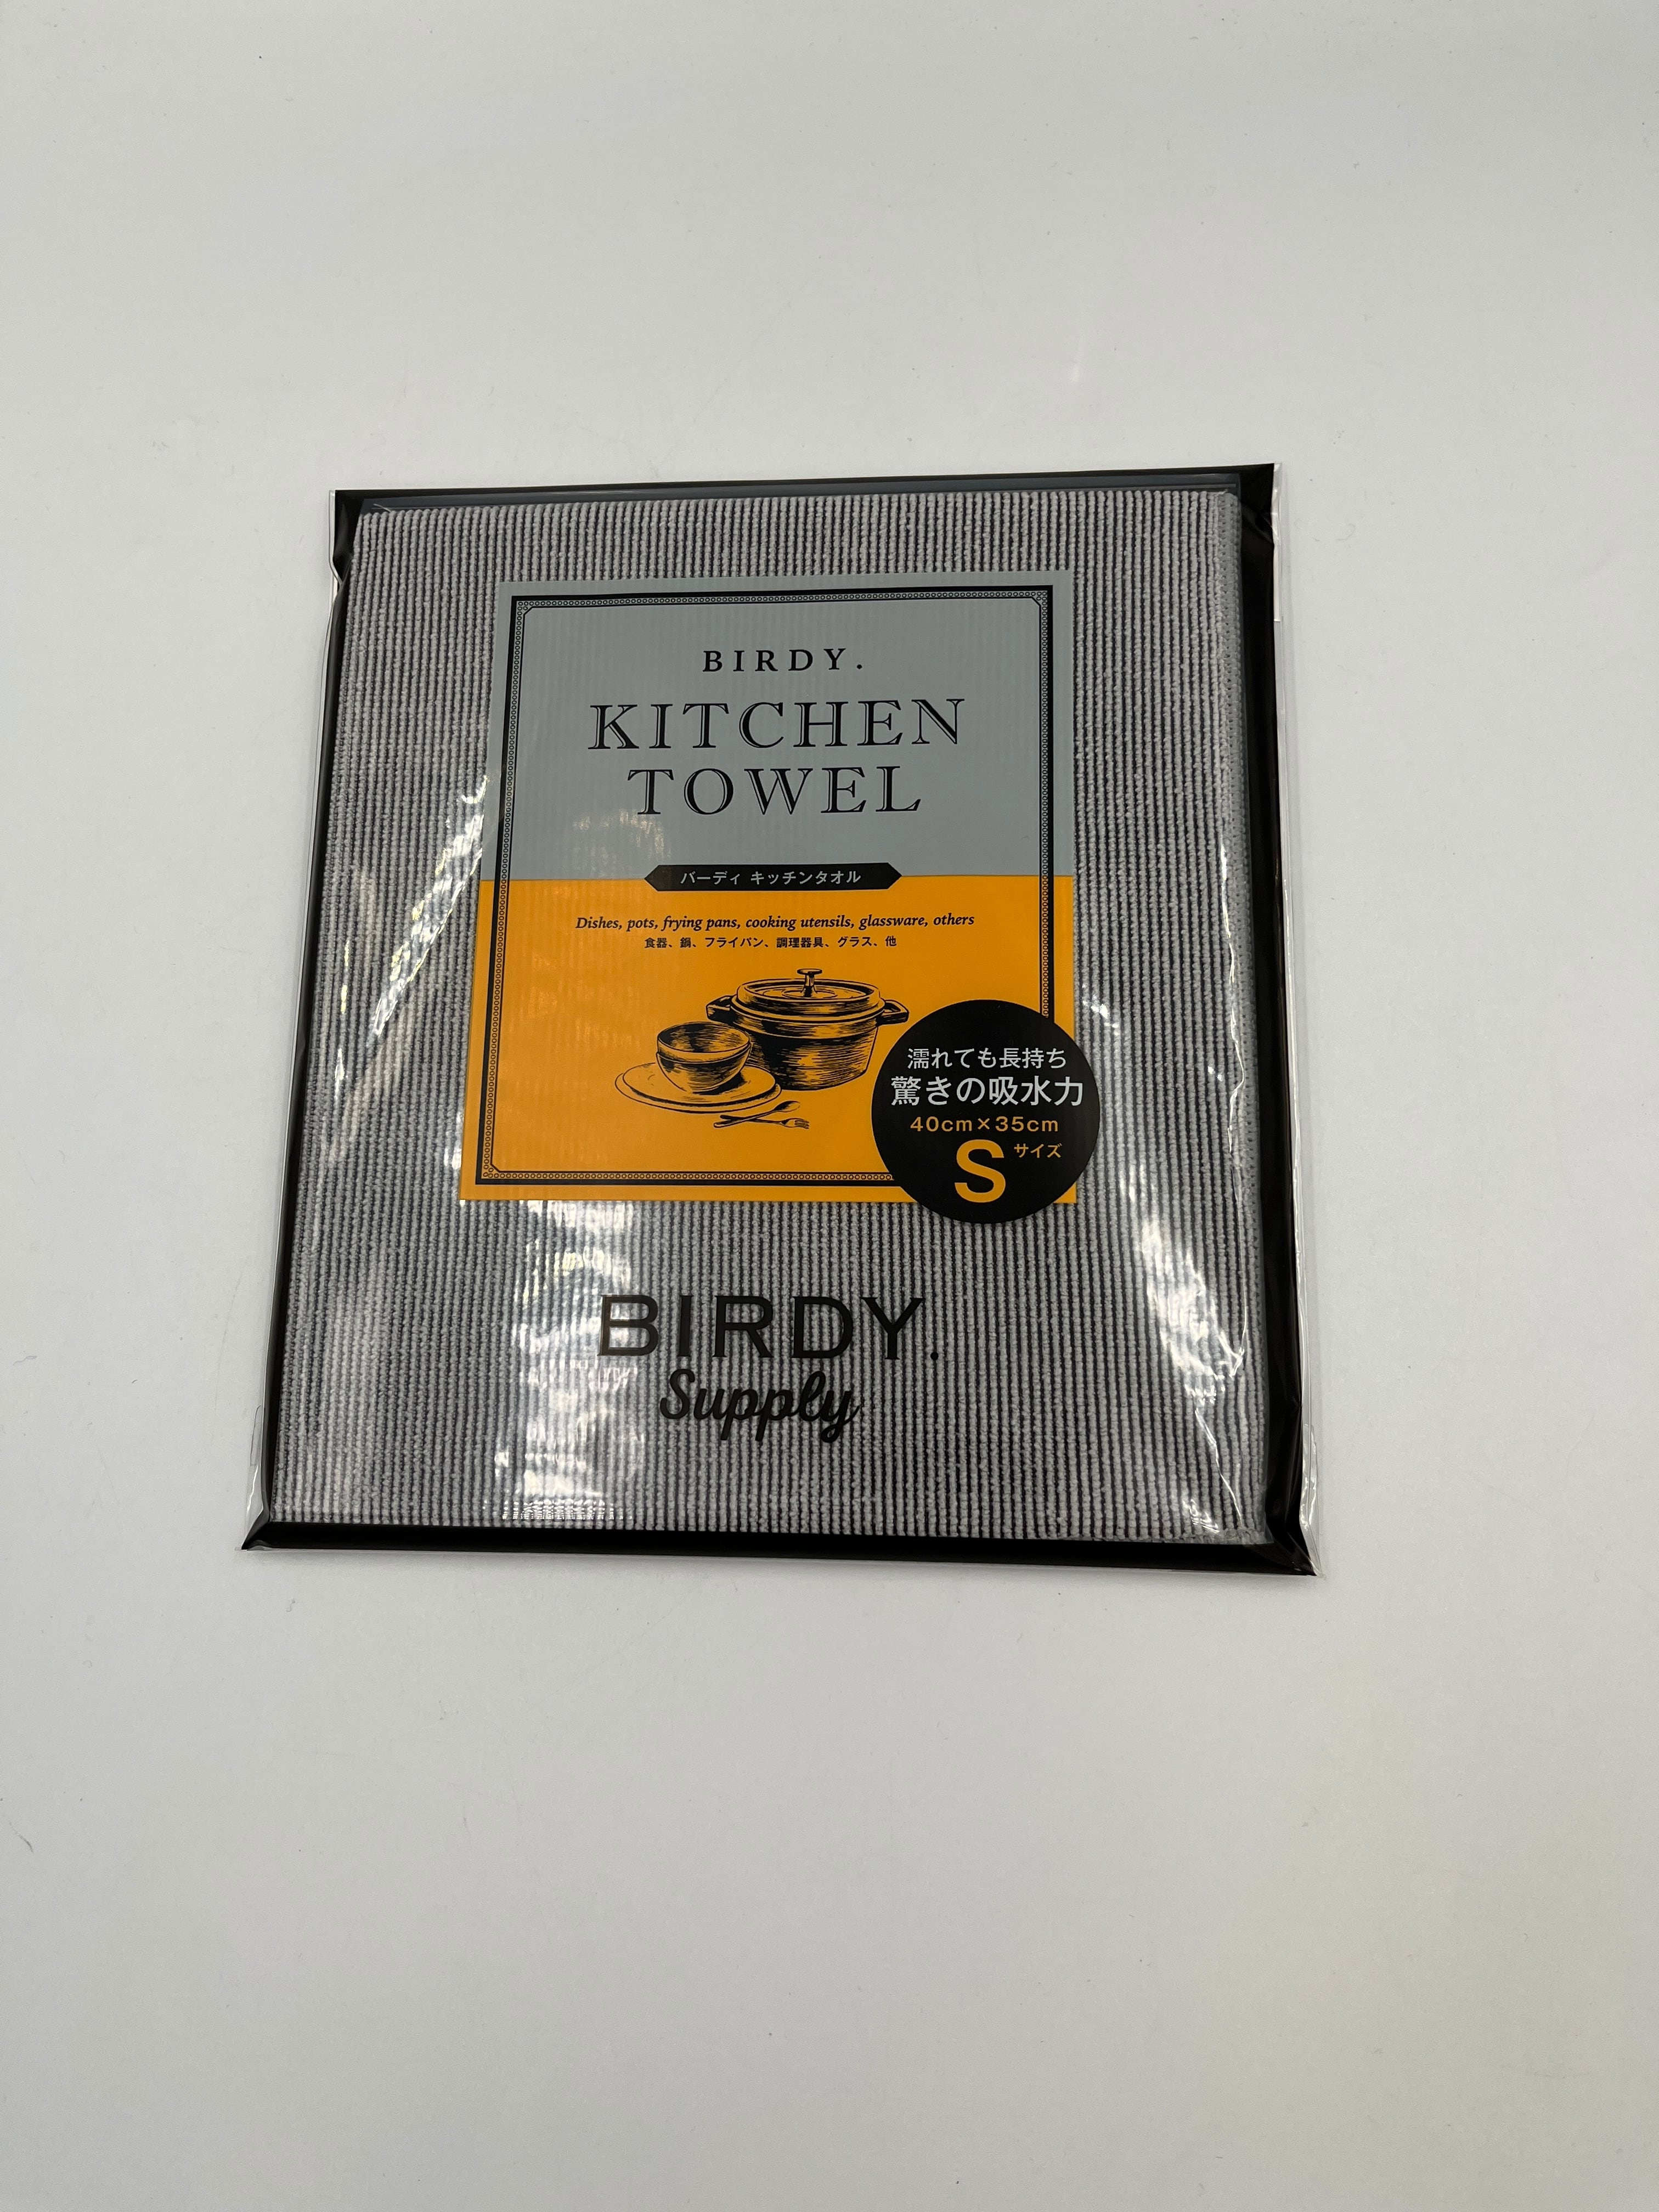 BIRDY.
KITCHEN
TOWEL
バーディ キッチンタオル
Dishes, pots, frying pans, cooking utensils, glassware, others
食器、鍋、フライパン、調理器具、グラス、他
濡れても長持ち
驚きの吸水力
40cm×35cm
Sサイズ
BIRDY.
Supply